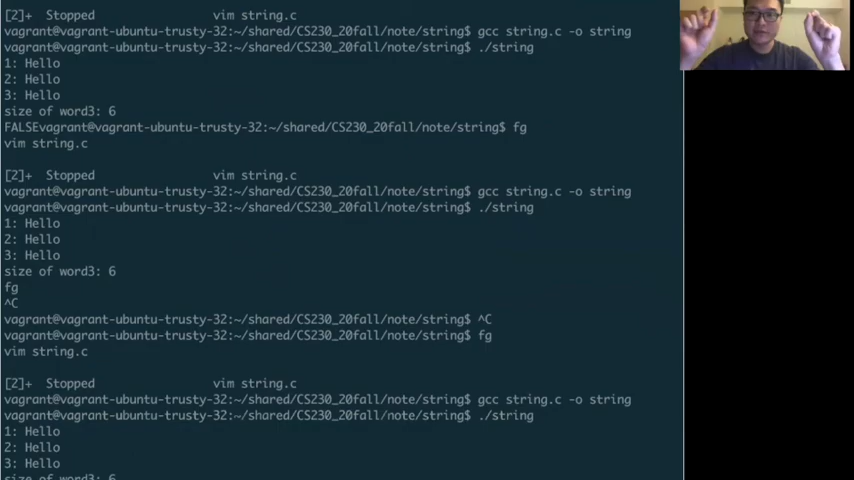 [2]+  Stopped                 vim string.c
vagrant@vagrant-ubuntu-trusty-32:~/shared/CS230_20fall/note/string$ gcc string.c -o string
vagrant@vagrant-ubuntu-trusty-32:~/shared/CS230_20fall/note/string$ ./string
1: Hello
2: Hello
3: Hello
size of word3: 6
FALSEvagrant@vagrant-ubuntu-trusty-32:~/shared/CS230_20fall/note/string$ fg
vim string.c
[2]+  Stopped                 vim string.c
vagrant@vagrant-ubuntu-trusty-32:~/shared/CS230_20fall/note/string$ gcc string.c -o string
vagrant@vagrant-ubuntu-trusty-32:~/shared/CS230_20fall/note/string$ ./string
1: Hello
2: Hello
3: Hello
size of word3: 6
fg
^C
vagrant@vagrant-ubuntu-trusty-32:~/shared/CS230_20fall/note/string$ ^C
vagrant@vagrant-ubuntu-trusty-32:~/shared/CS230_20fall/note/string$ fg
vim string.c
[2]+  Stopped                 vim string.c
vagrant@vagrant-ubuntu-trusty-32:~/shared/CS230_20fall/note/string$ gcc string.c -o string
vagrant@vagrant-ubuntu-trusty-32:~/shared/CS230_20fall/note/string$ ./string
1: Hello
2: Hello
3: Hello
size of word3: 6